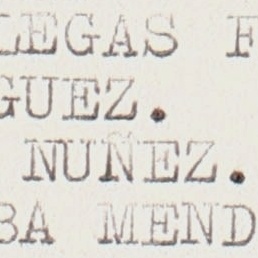 LEGAS F
GUEZ.
NUÑEZ.
BA MEND